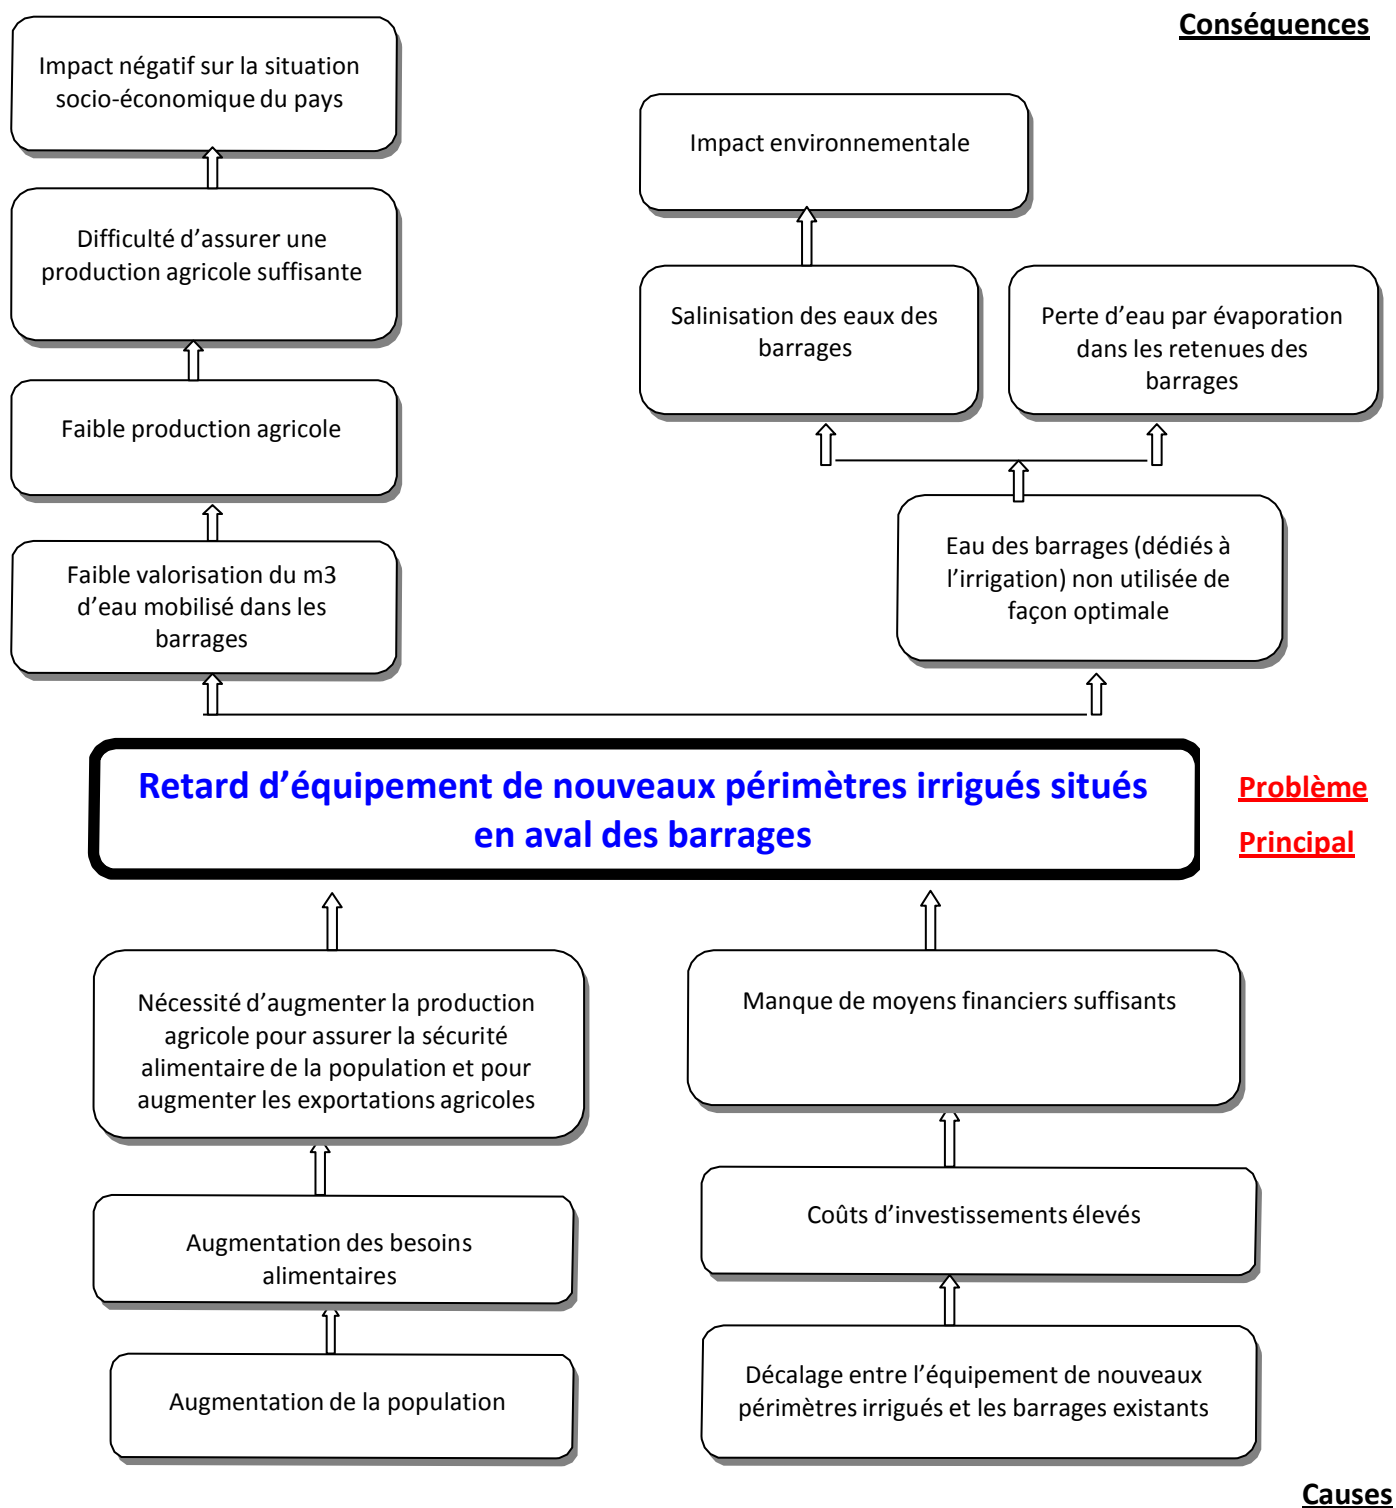 Conséquences
Impact négatif sur la situation
socio-économique du pays
Impact environnementale
Difficulté d’assurer une
production agricole suffisante
Salinisation des eaux des
barrages
Perte d’eau par évaporation
dans les retenues des
barrages
Faible production agricole
Eau des barrages (dédiés à
l’irrigation) non utilisée de
façon optimale
Faible valorisation du m3
d’eau mobilisé dans les
barrages
Retard d’équipement de nouveaux périmètres irrigués situés
en aval des barrages
Problème
Principal
Nécessité d’augmenter la production
agricole pour assurer la sécurité
alimentaire de la population et pour
augmenter les exportations agricoles
Manque de moyens financiers suffisants
Augmentation des besoins
alimentaires
Coûts d’investissements élevés
Augmentation de la population
Décalage entre l’équipement de nouveaux
périmètres irrigués et les barrages existants
Causes